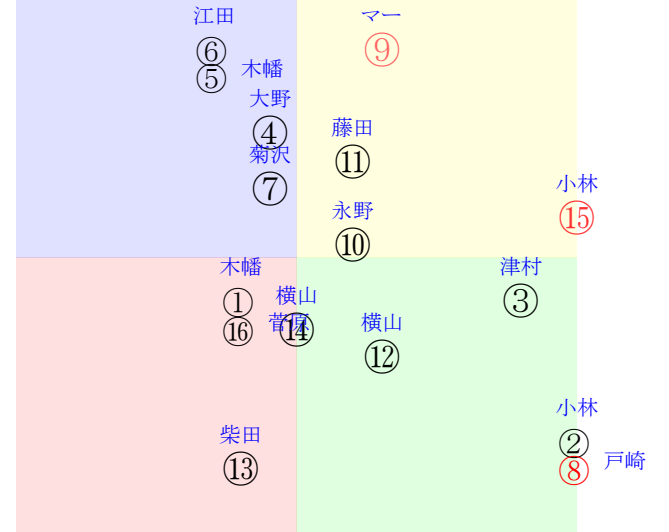 江田
マー
⑥
⑨
⑤
木幡
大野
④
藤田
菊沢
⑪
⑦
小林
⑮
永野
⑩
木幡
津村
①
横山
③
⑯
菅原
⑭
横山
⑫
柴田
小林
②
⑬
⑧
戸崎